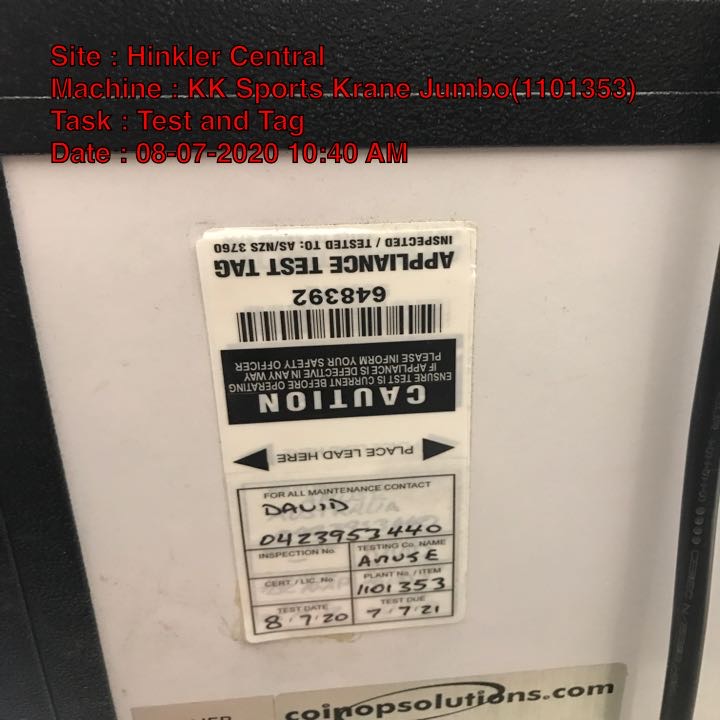 Site : Hinkler Central
Machine : KK Sports Krane Jumbo(1101353)
Task : Test and Tag
Date : 08-07-2020 10:40 AM
INSPECTED / TESTED TO: AS/NZS 3760
APPLIANCE TEST TAG
648392
PLEASE INFORM YOUR SAFETY OFFICER
IF APPLIANCE IS DEFECTIVE IN ANY WAY
ENSURE TEST IS CURRENT BEFORE OPERATING
CAUTION
PLACE LEAD HERE
FOR ALL MAINTENANCE CONTACT
DAVID
0423953440
INSPECTION No.
TESTING Co. NAME
AMUSE
CERT. / LIC. No
PLANT No. / ITEM
1101353
TEST DATE
8/7/20
TEST DUE
7/7/21
coinopsolutions.com